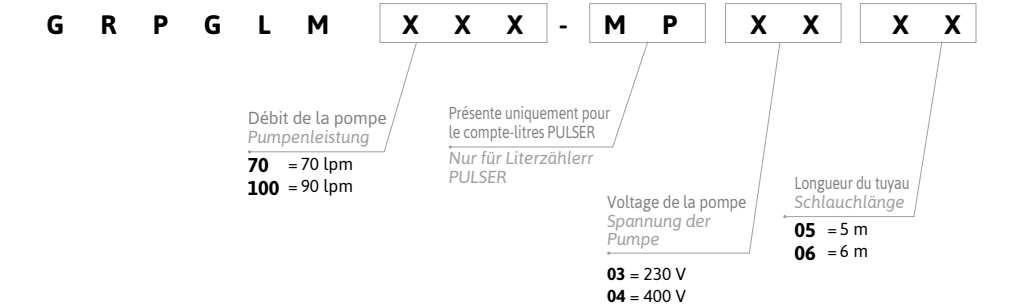 G R P G L M X X X - M P X X X X
Débit de la pompe
Pumpenleistung
70 = 70 lpm
100 = 90 lpm
Présente uniquement pour
le compte-litres PULSER
Nur für Literzählerr
PULSER
Voltage de la pompe
Spannung der
Pumpe
03 = 230 V
04 = 400 V
Longueur du tuyau
Schlauchlänge
05 = 5 m
06 = 6 m